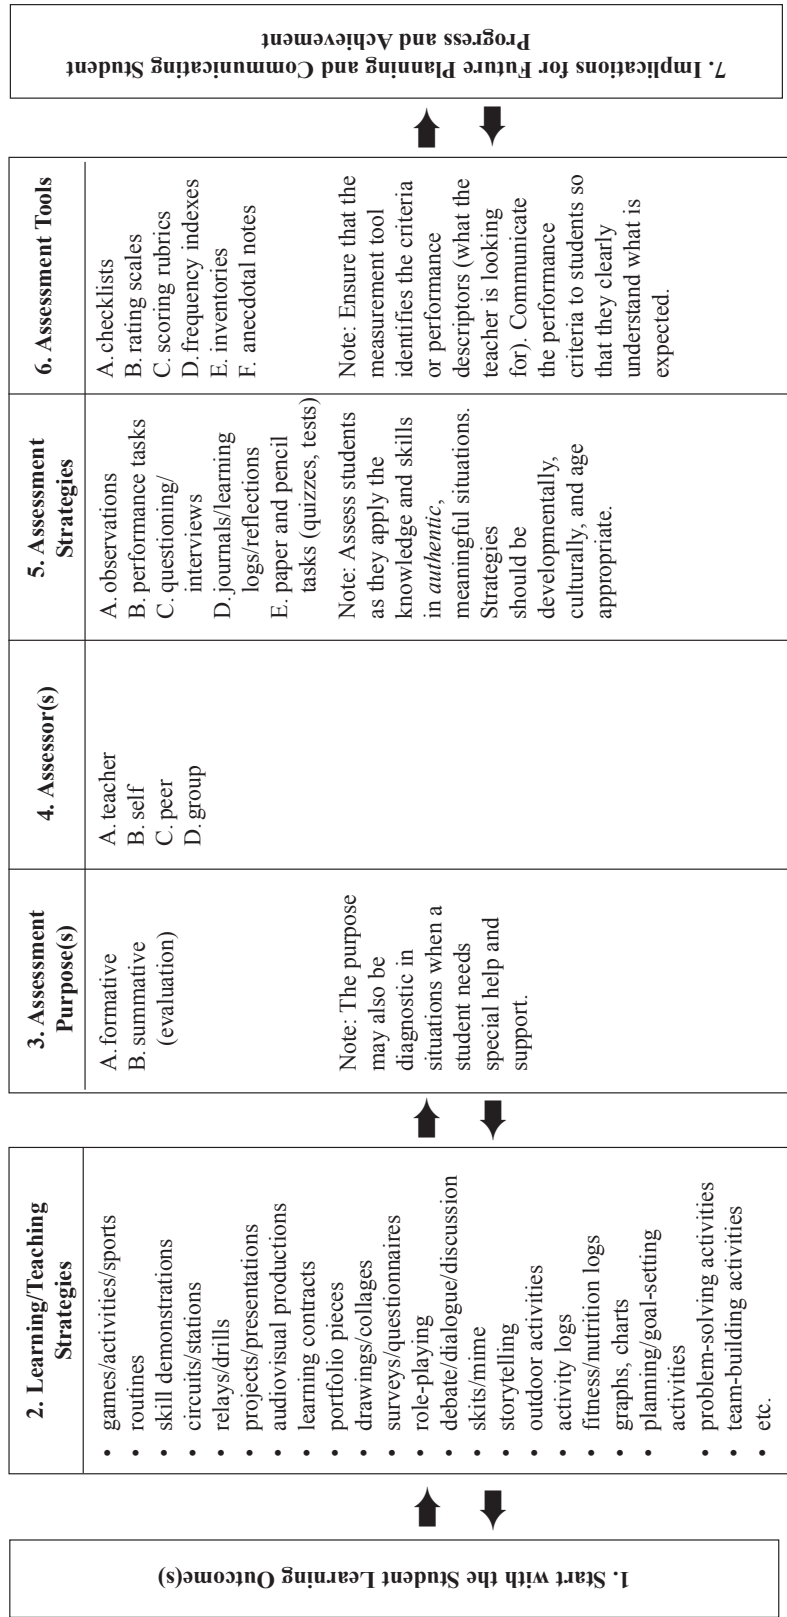 1. Start with the Student Learning Outcome(s)
2. Learning/Teaching
Strategies
• games/activities/sports
• routines
• skill demonstrations
• circuits/stations
• relays/drills
• projects/presentations
• audiovisual productions
• learning contracts
• portfolio pieces
• drawings/collages
• surveys/questionnaires
• role-playing
• debate/dialogue/discussion
• skits/mime
• storytelling
• outdoor activities
• activity logs
• fitness/nutrition logs
• graphs, charts
• planning/goal-setting
activities
• problem-solving activities
• team-building activities
• etc.
3. Assessment
Purpose(s)
A. formative
B. summative
(evaluation)
Note: The purpose
may also be
diagnostic in
situations when a
student needs
special help and
support.
4. Assessor(s)
A. teacher
B. self
C. peer
D. group
5. Assessment
Strategies
A. observations
B. performance tasks
C. questioning/
interviews
D. journals/learning
logs/reflections
E. paper and pencil
tasks (quizzes, tests)
Note: Assess students
as they apply the
knowledge and skills
in authentic,
meaningful situations.
Strategies
should be
developmentally,
culturally, and age
appropriate.
6. Assessment Tools
A. checklists
B. rating scales
C. scoring rubrics
D. frequency indexes
E. inventories
F. anecdotal notes
Note: Ensure that the
measurement tool
identifies the criteria
or performance
descriptors (what the
teacher is looking
for). Communicate
the performance
criteria to students so
that they clearly
understand what is
expected.
7. Implications for Future Planning and Communicating Student
Progress and Achievement